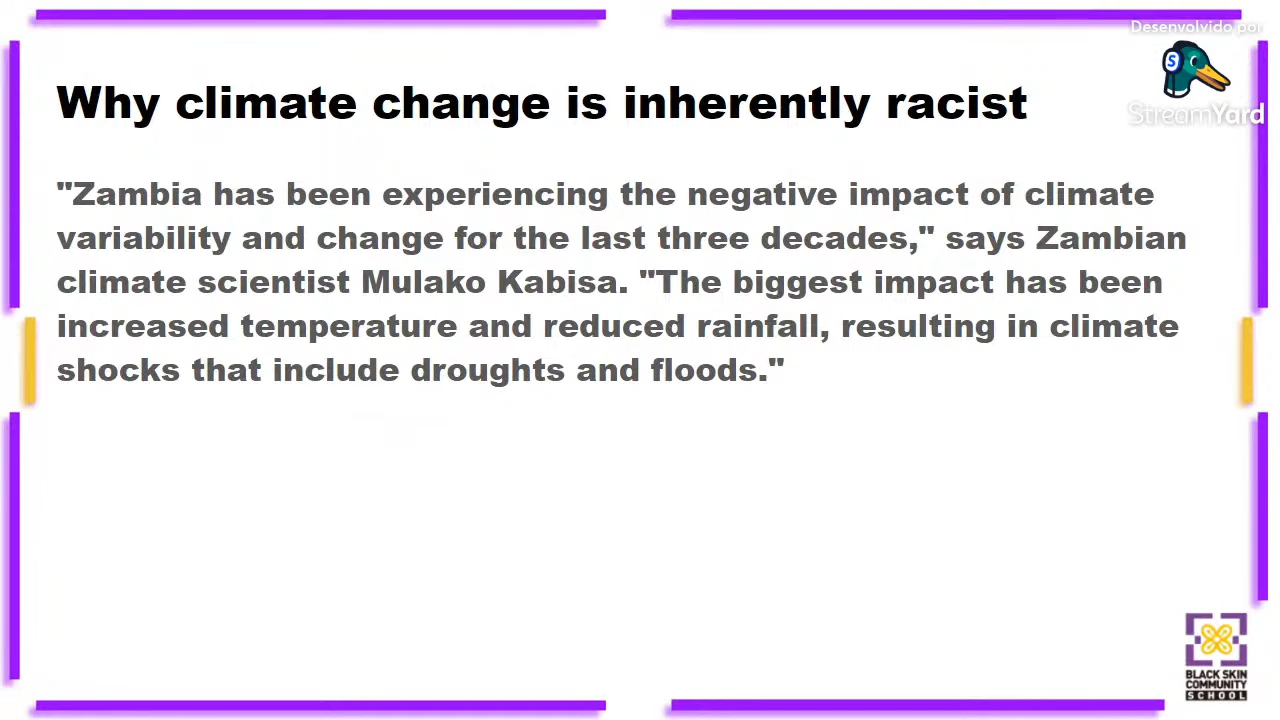 Desenvolvido por
S
StreamYard
Why climate change is inherently racist
"Zambia has been experiencing the negative impact of climate
variability and change for the last three decades," says Zambian
climate scientist Mulako Kabisa. "The biggest impact has been
increased temperature and reduced rainfall, resulting in climate
shocks that include droughts and floods."
BLACK SKIN
COMMUNITY
SCHOOL